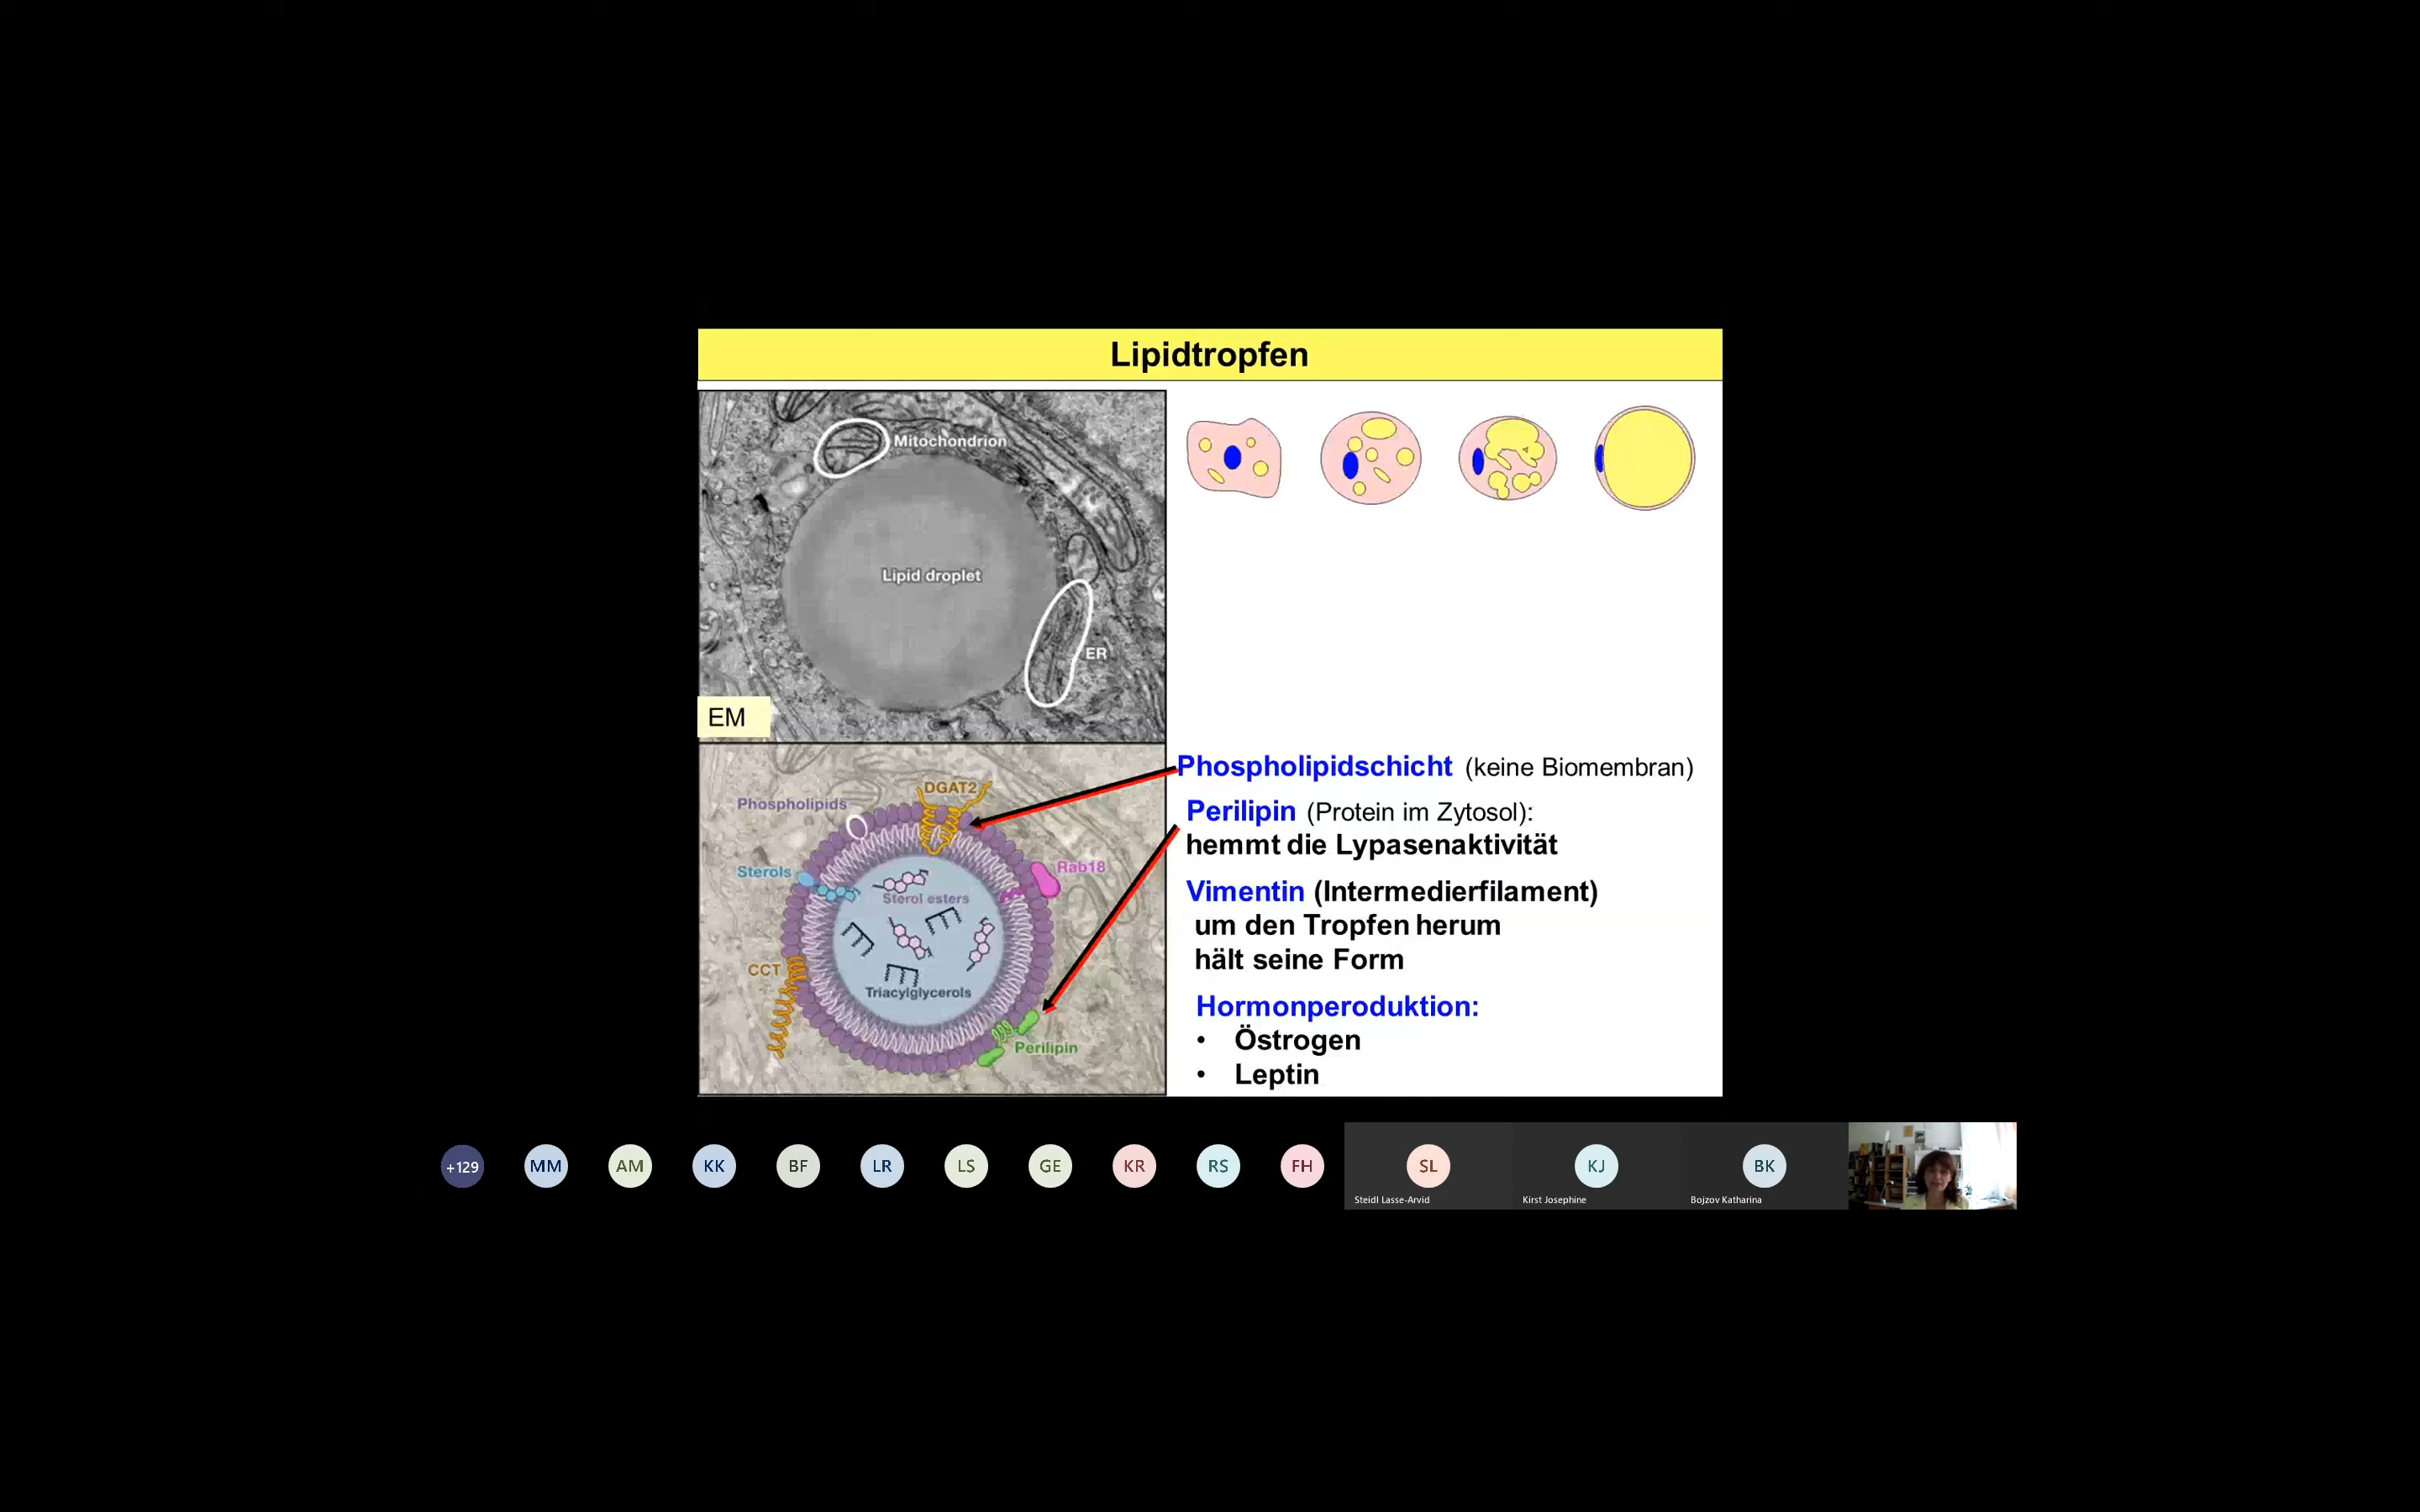 Lipidtropfen
Mitochondrion
Lipid droplet
ER
EM
Phospholipids
DGAT2
Sterols
Rab18
Sterol esters
CCT
Triacylglycerols
Perilipin
Phospholipidschicht (keine Biomembran)
Perilipin (Protein im Zytosol):
hemmt die Lypasenaktivität
Vimentin (Intermedierfilament)
um den Tropfen herum
hält seine Form
Hormonperoduktion:
• Östrogen
• Leptin
+129 MM AM KK BF LR LS GE KR RS FH SL KJ BK
Steidl Lasse-Arvid Kirst Josephine Bojzov Katharina